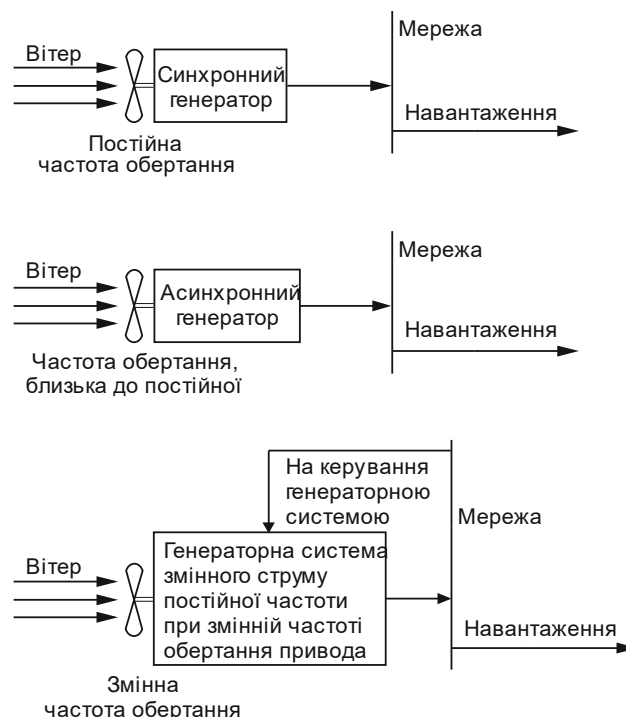 Вітер
Синхронний
генератор
Мережа
Навантаження
Постійна
частота обертання
Вітер
Асинхронний
генератор
Мережа
Навантаження
Частота обертання,
близька до постійної
На керування
генераторною
системою
Мережа
Вітер
Генераторна система
змінного струму
постійної частоти
при змінній частоті
обертання привода
Навантаження
Змінна
частота обертання